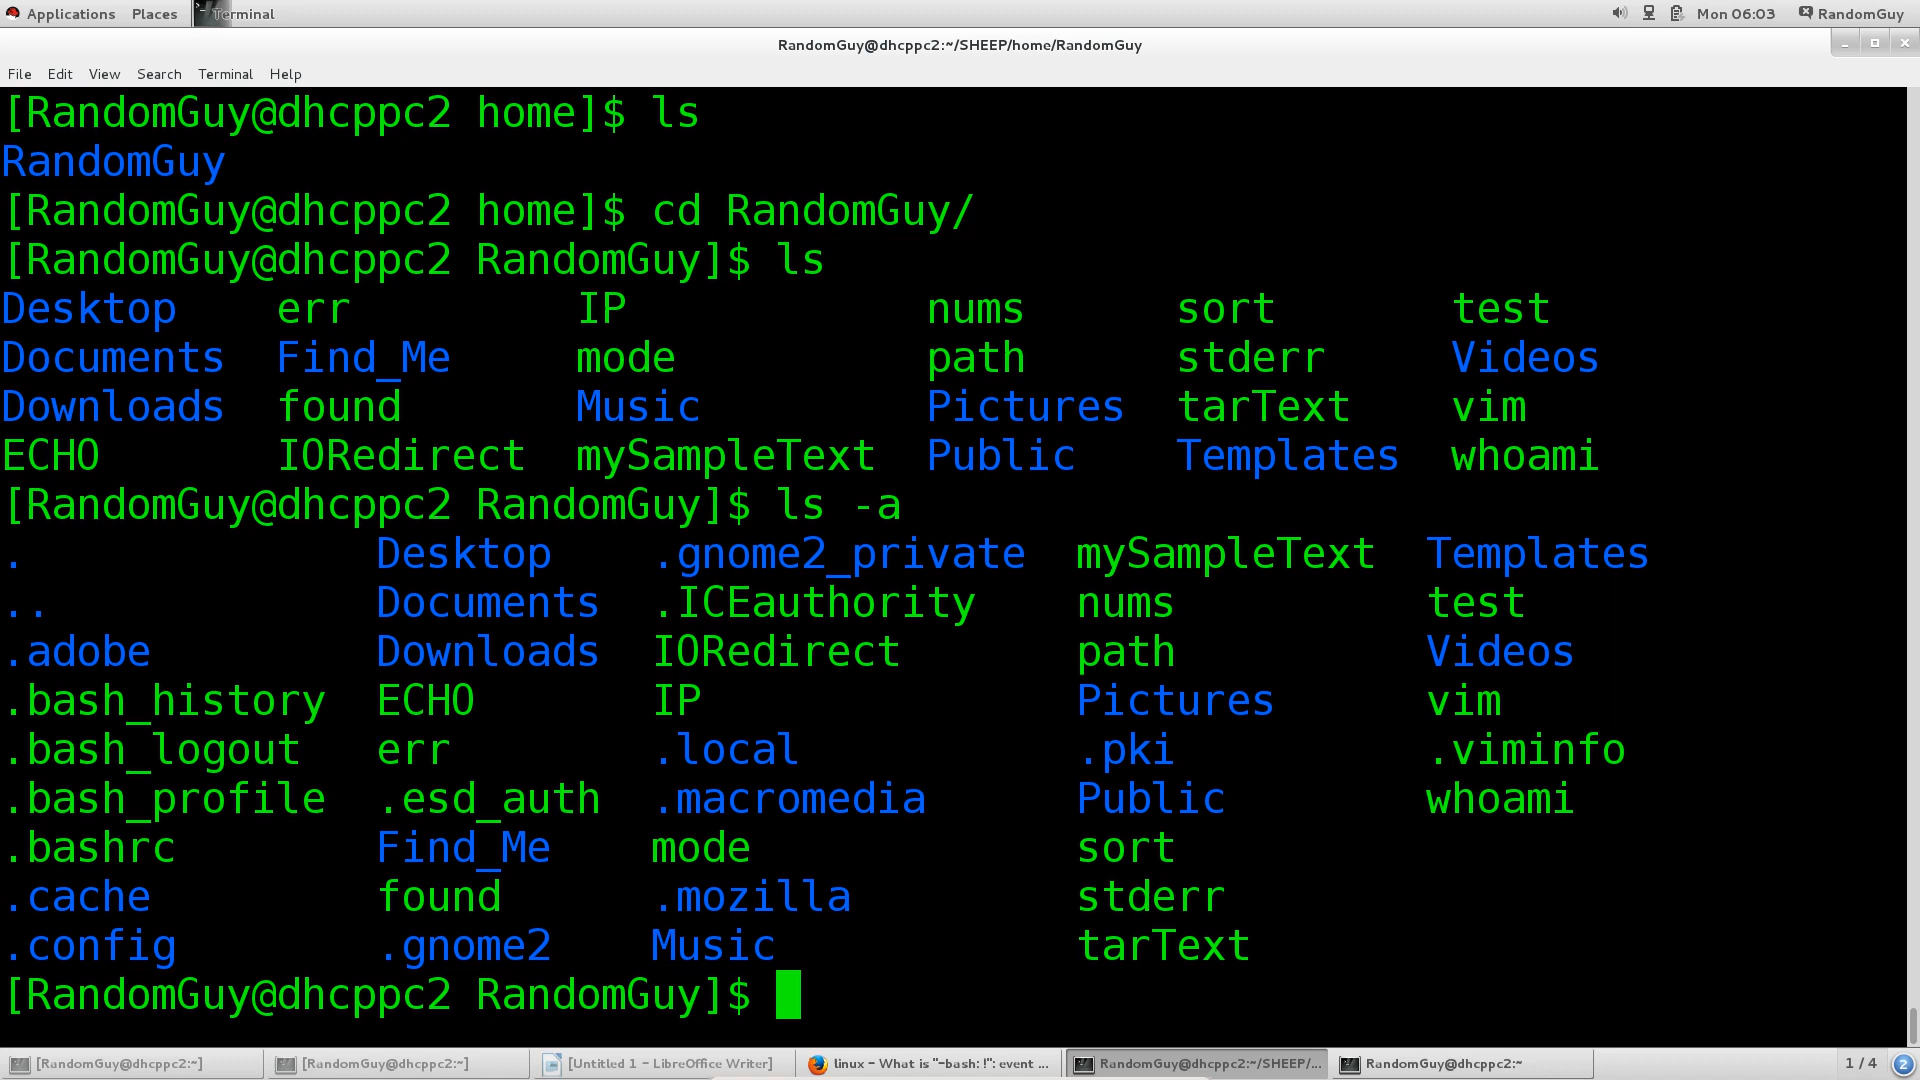 Applications Places Terminal Mon 06:03 RandomGuy
RandomGuy@dhcppc2:~/SHEEP/home/RandomGuy
File Edit View Search Terminal Help
[RandomGuy@dhcppc2 home]$ ls
RandomGuy
[RandomGuy@dhcppc2 home]$ cd RandomGuy/
[RandomGuy@dhcppc2 RandomGuy]$ ls
Desktop err IP nums sort test
Documents Find_Me mode path stderr Videos
Downloads found Music Pictures tarText vim
ECHO IORedirect mySampleText Public Templates whoami
[RandomGuy@dhcppc2 RandomGuy]$ ls -a
. Desktop .gnome2_private mySampleText Templates
.. Documents .ICEauthority nums test
.adobe Downloads IORedirect path Videos
.bash_history ECHO IP Pictures vim
.bash_logout err .local .pki .viminfo
.bash_profile .esd_auth .macromedia Public whoami
.bashrc Find_Me mode sort
.cache found .mozilla stderr
.config .gnome2 Music tarText
[RandomGuy@dhcppc2 RandomGuy]$
[RandomGuy@dhcppc2:~] [RandomGuy@dhcppc2:~] [Untitled 1 - LibreOffice Writer] linux - What is "-bash: !": event ... RandomGuy@dhcppc2:~/SHEEP/... RandomGuy@dhcppc2:~ 1 / 4 2